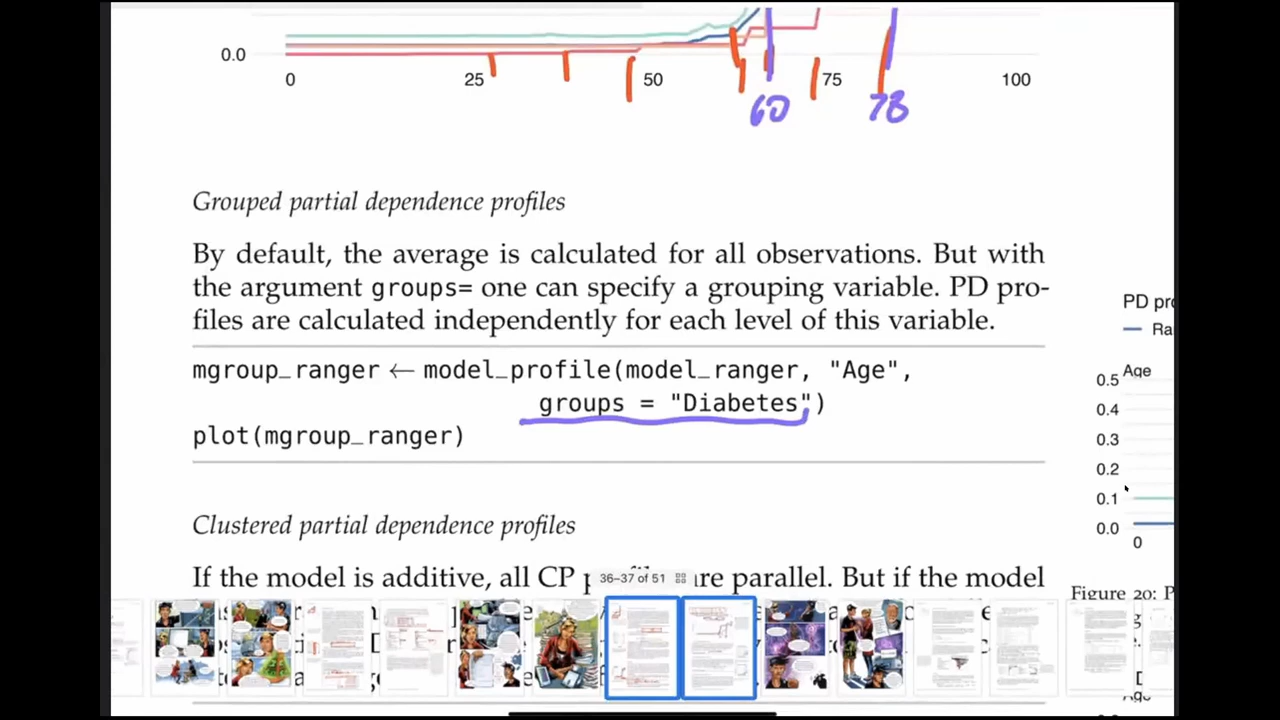 0.0
0 25 50 75 100
60 78
Grouped partial dependence profiles
By default, the average is calculated for all observations. But with
the argument groups= one can specify a grouping variable. PD pro-
files are calculated independently for each level of this variable.
mgroup_ranger ← model_profile(model_ranger, "Age",
groups = "Diabetes")
plot(mgroup_ranger)
Clustered partial dependence profiles
If the model is additive, all CP p
are parallel. But if the model
36–37 of 51
PD pro
Ra
Age
0.5
0.4
0.3
0.2
0.1
0.0
0
Figure 20: P